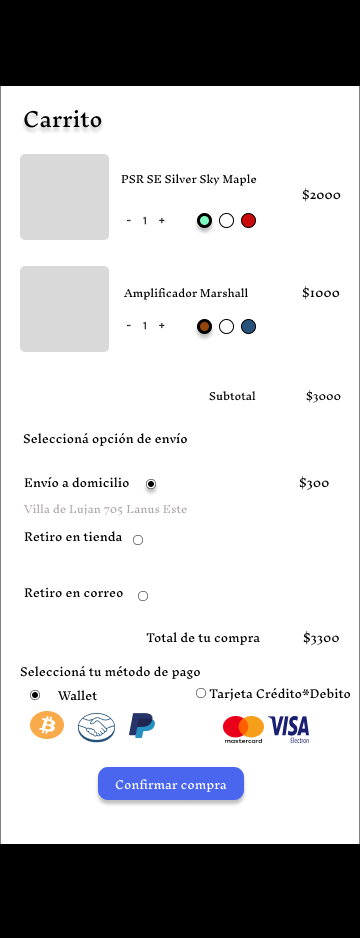 Carrito
PSR SE Silver Sky Maple
$2000
- 1 +
Amplificador Marshall
$1000
- 1 +
Subtotal $3000
Seleccioná opción de envío
Envío a domicilio $300
Villa de Lujan 705 Lanus Este
Retiro en tienda
Retiro en correo
Total de tu compra $3300
Seleccioná tu método de pago
Wallet Tarjeta Crédito*Debito
mastercard VISA Electron
Confirmar compra